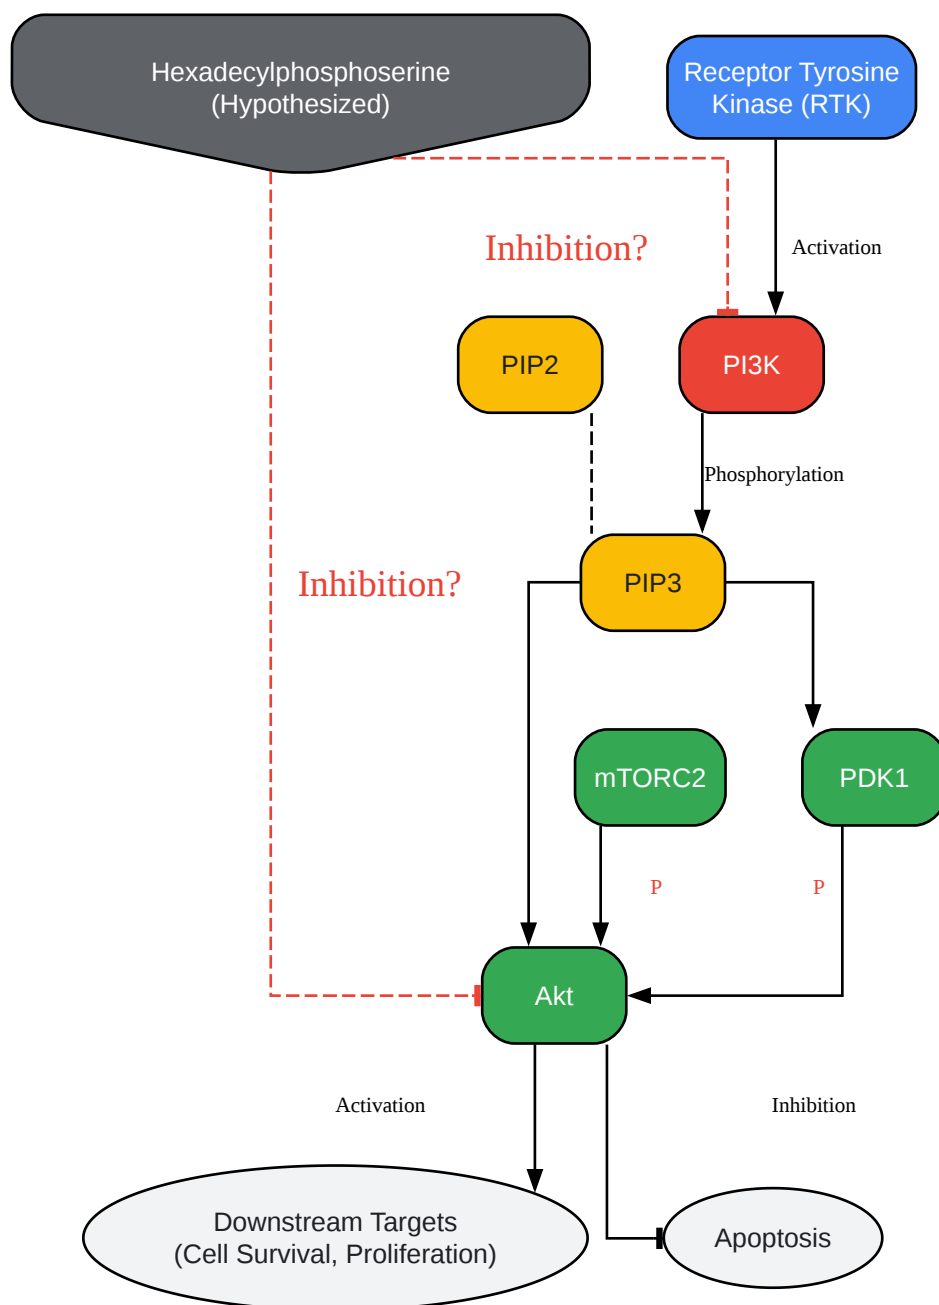 Hexadecylphosphoserine
(Hypothesized)
Receptor Tyrosine
Kinase (RTK)
Inhibition?
Activation
PIP2
PI3K
Phosphorylation
Inhibition?
PIP3
mTORC2
PDK1
P
P
Akt
Activation
Inhibition
Downstream Targets
(Cell Survival, Proliferation)
Apoptosis